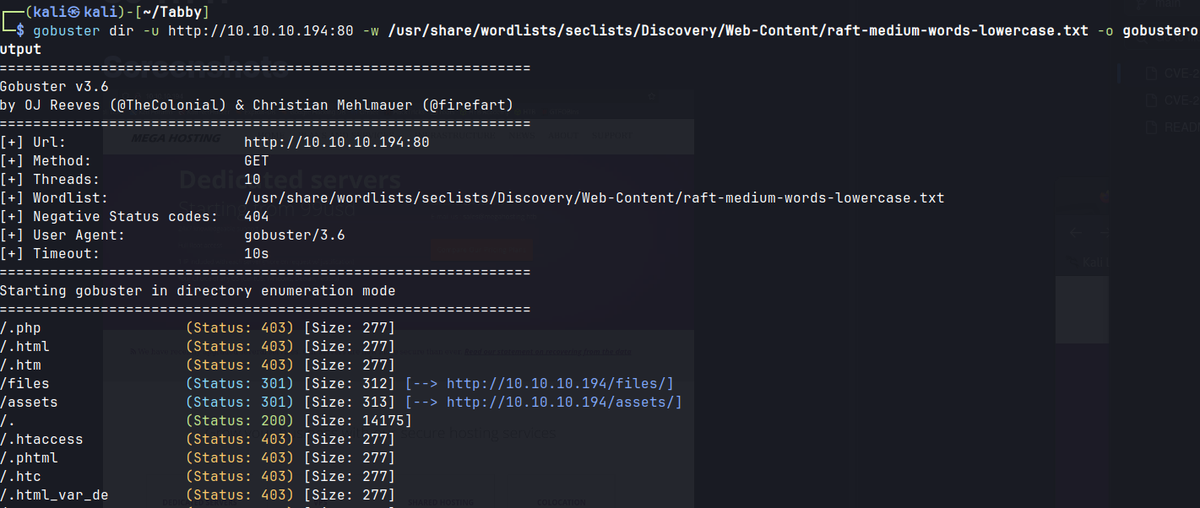 ┌──(kali㉿kali)-[~/Tabby]
└─$ gobuster dir -u http://10.10.10.194:80 -w /usr/share/wordlists/seclists/Discovery/Web-Content/raft-medium-words-lowercase.txt -o gobustero
utput
===============================================================
Gobuster v3.6
by OJ Reeves (@TheColonial) & Christian Mehlmauer (@firefart)
===============================================================
[+] Url:                     http://10.10.10.194:80
MEGA HOSTING
[+] Method:                  GET
[+] Threads:                 10
Dedicated servers
[+] Wordlist:                /usr/share/wordlists/seclists/Discovery/Web-Content/raft-medium-words-lowercase.txt
[+] Negative Status codes:   404
[+] User Agent:              gobuster/3.6
[+] Timeout:                 10s
===============================================================
Starting gobuster in directory enumeration mode
===============================================================
/.php                 (Status: 403) [Size: 277]
/.html                (Status: 403) [Size: 277]
/.htm                 (Status: 403) [Size: 277]
/files                (Status: 301) [Size: 312] [--> http://10.10.10.194/files/]
/assets               (Status: 301) [Size: 313] [--> http://10.10.10.194/assets/]
/.                    (Status: 200) [Size: 14175]
/.htaccess            (Status: 403) [Size: 277]
/.phtml               (Status: 403) [Size: 277]
/.htc                 (Status: 403) [Size: 277]
/.html_var_de         (Status: 403) [Size: 277]